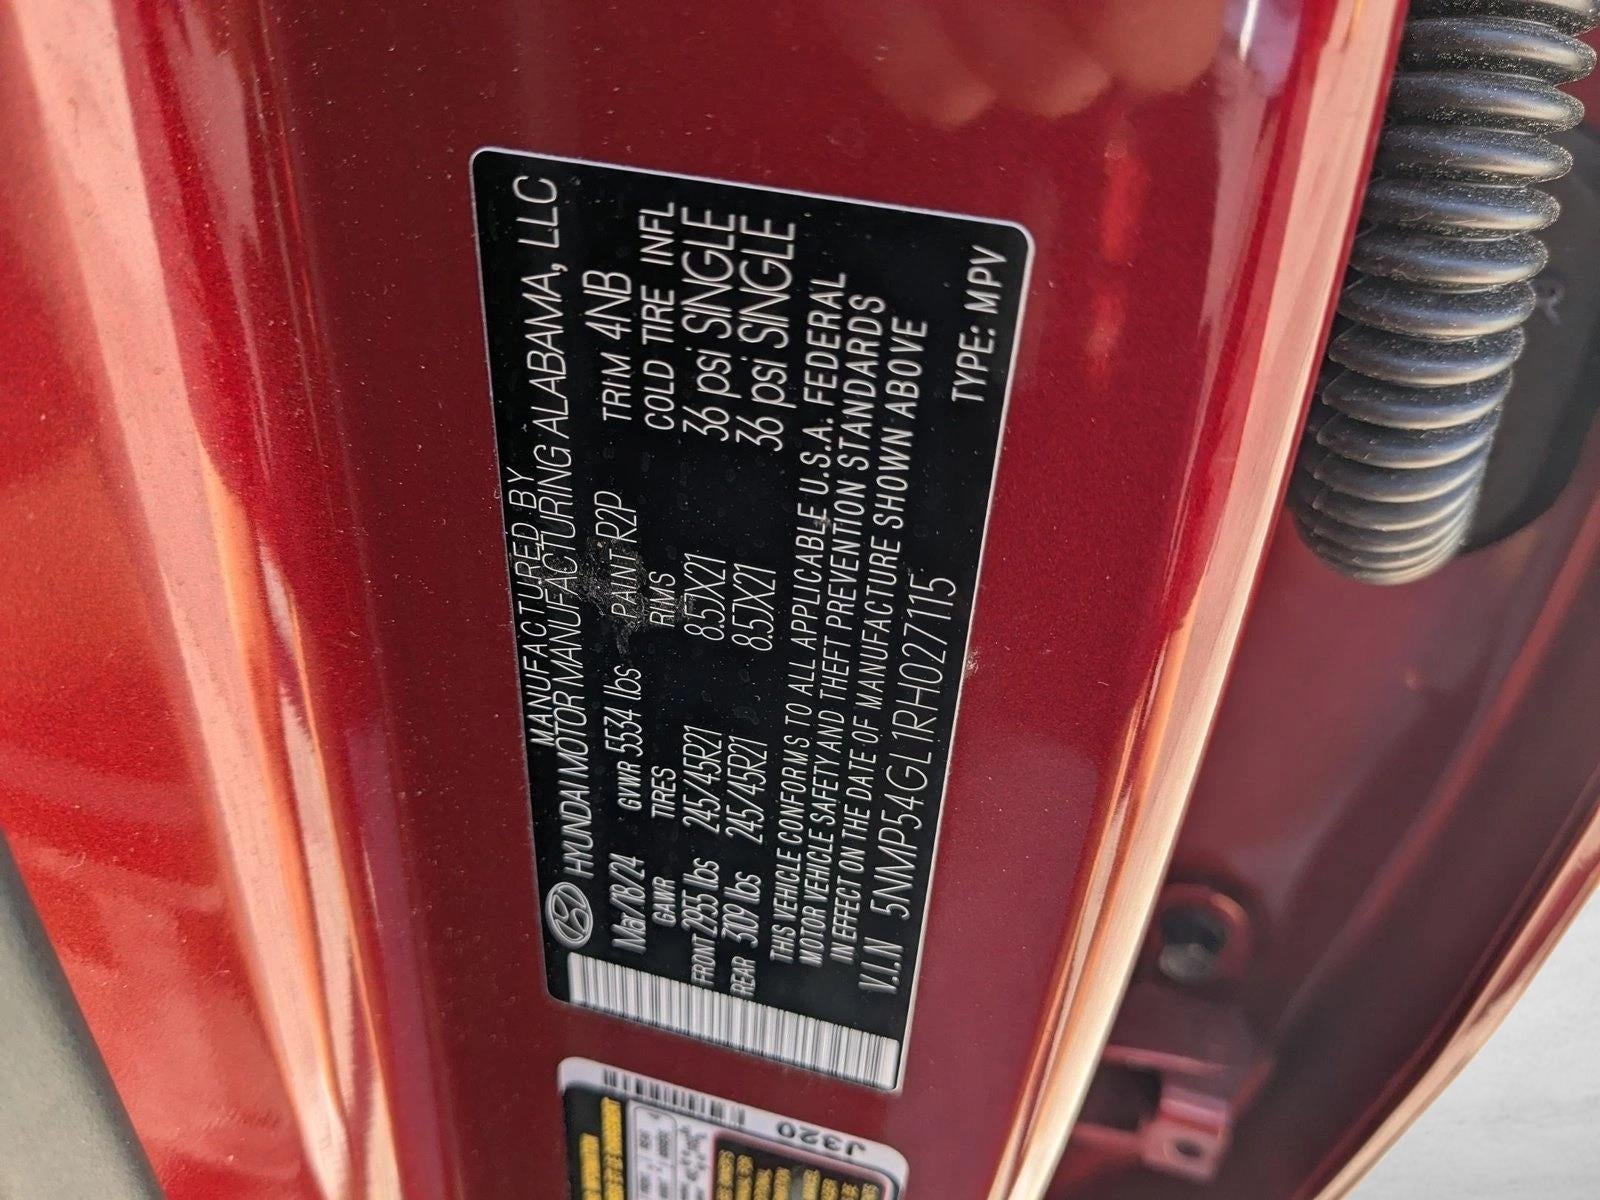 MANUFACTURED BY
HYUNDAI MOTOR MANUFACTURING ALABAMA, LLC
Mar/18/24 GVWR 5534 lbs PAINT R2P TRIM 4NB
GAWR TIRES RIMS COLD TIRE INFL
FRONT 2955 lbs 245/45R21 8.5JX21 36 psi SINGLE
REAR 3109 lbs 245/45R21 8.5JX21 36 psi SINGLE
THIS VEHICLE CONFORMS TO ALL APPLICABLE U.S.A. FEDERAL
MOTOR VEHICLE SAFETY AND THEFT PREVENTION STANDARDS
IN EFFECT ON THE DATE OF MANUFACTURE SHOWN ABOVE
V.I.N 5NMP54GL1RH027115 TYPE: MPV
J320